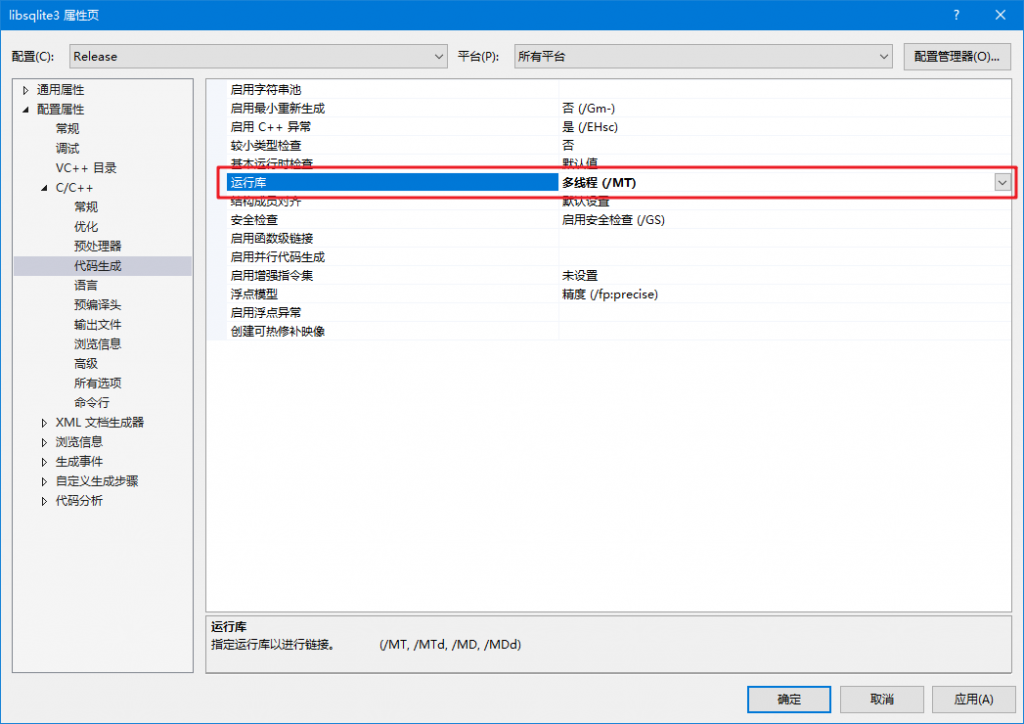 libsqlite3 属性页
?
配置(C): Release 平台(P): 所有平台 配置管理器(O)...
通用属性
配置属性
常规
调试
VC++ 目录
C/C++
常规
优化
预处理器
代码生成
语言
预编译头
输出文件
浏览信息
高级
所有选项
命令行
XML 文档生成器
浏览信息
生成事件
自定义生成步骤
代码分析
启用字符串池
启用最小重新生成 否 (/Gm-)
启用 C++ 异常 是 (/EHsc)
较小类型检查 否
基本运行时检查 默认值
运行库 多线程 (/MT)
结构成员对齐 默认设置
安全检查 启用安全检查 (/GS)
启用函数级链接
启用并行代码生成
启用增强指令集 未设置
浮点模型 精度 (/fp:precise)
启用浮点异常
创建可热修补映像
运行库
指定运行库以进行链接。 (/MT, /MTd, /MD, /MDd)
确定 取消 应用(A)